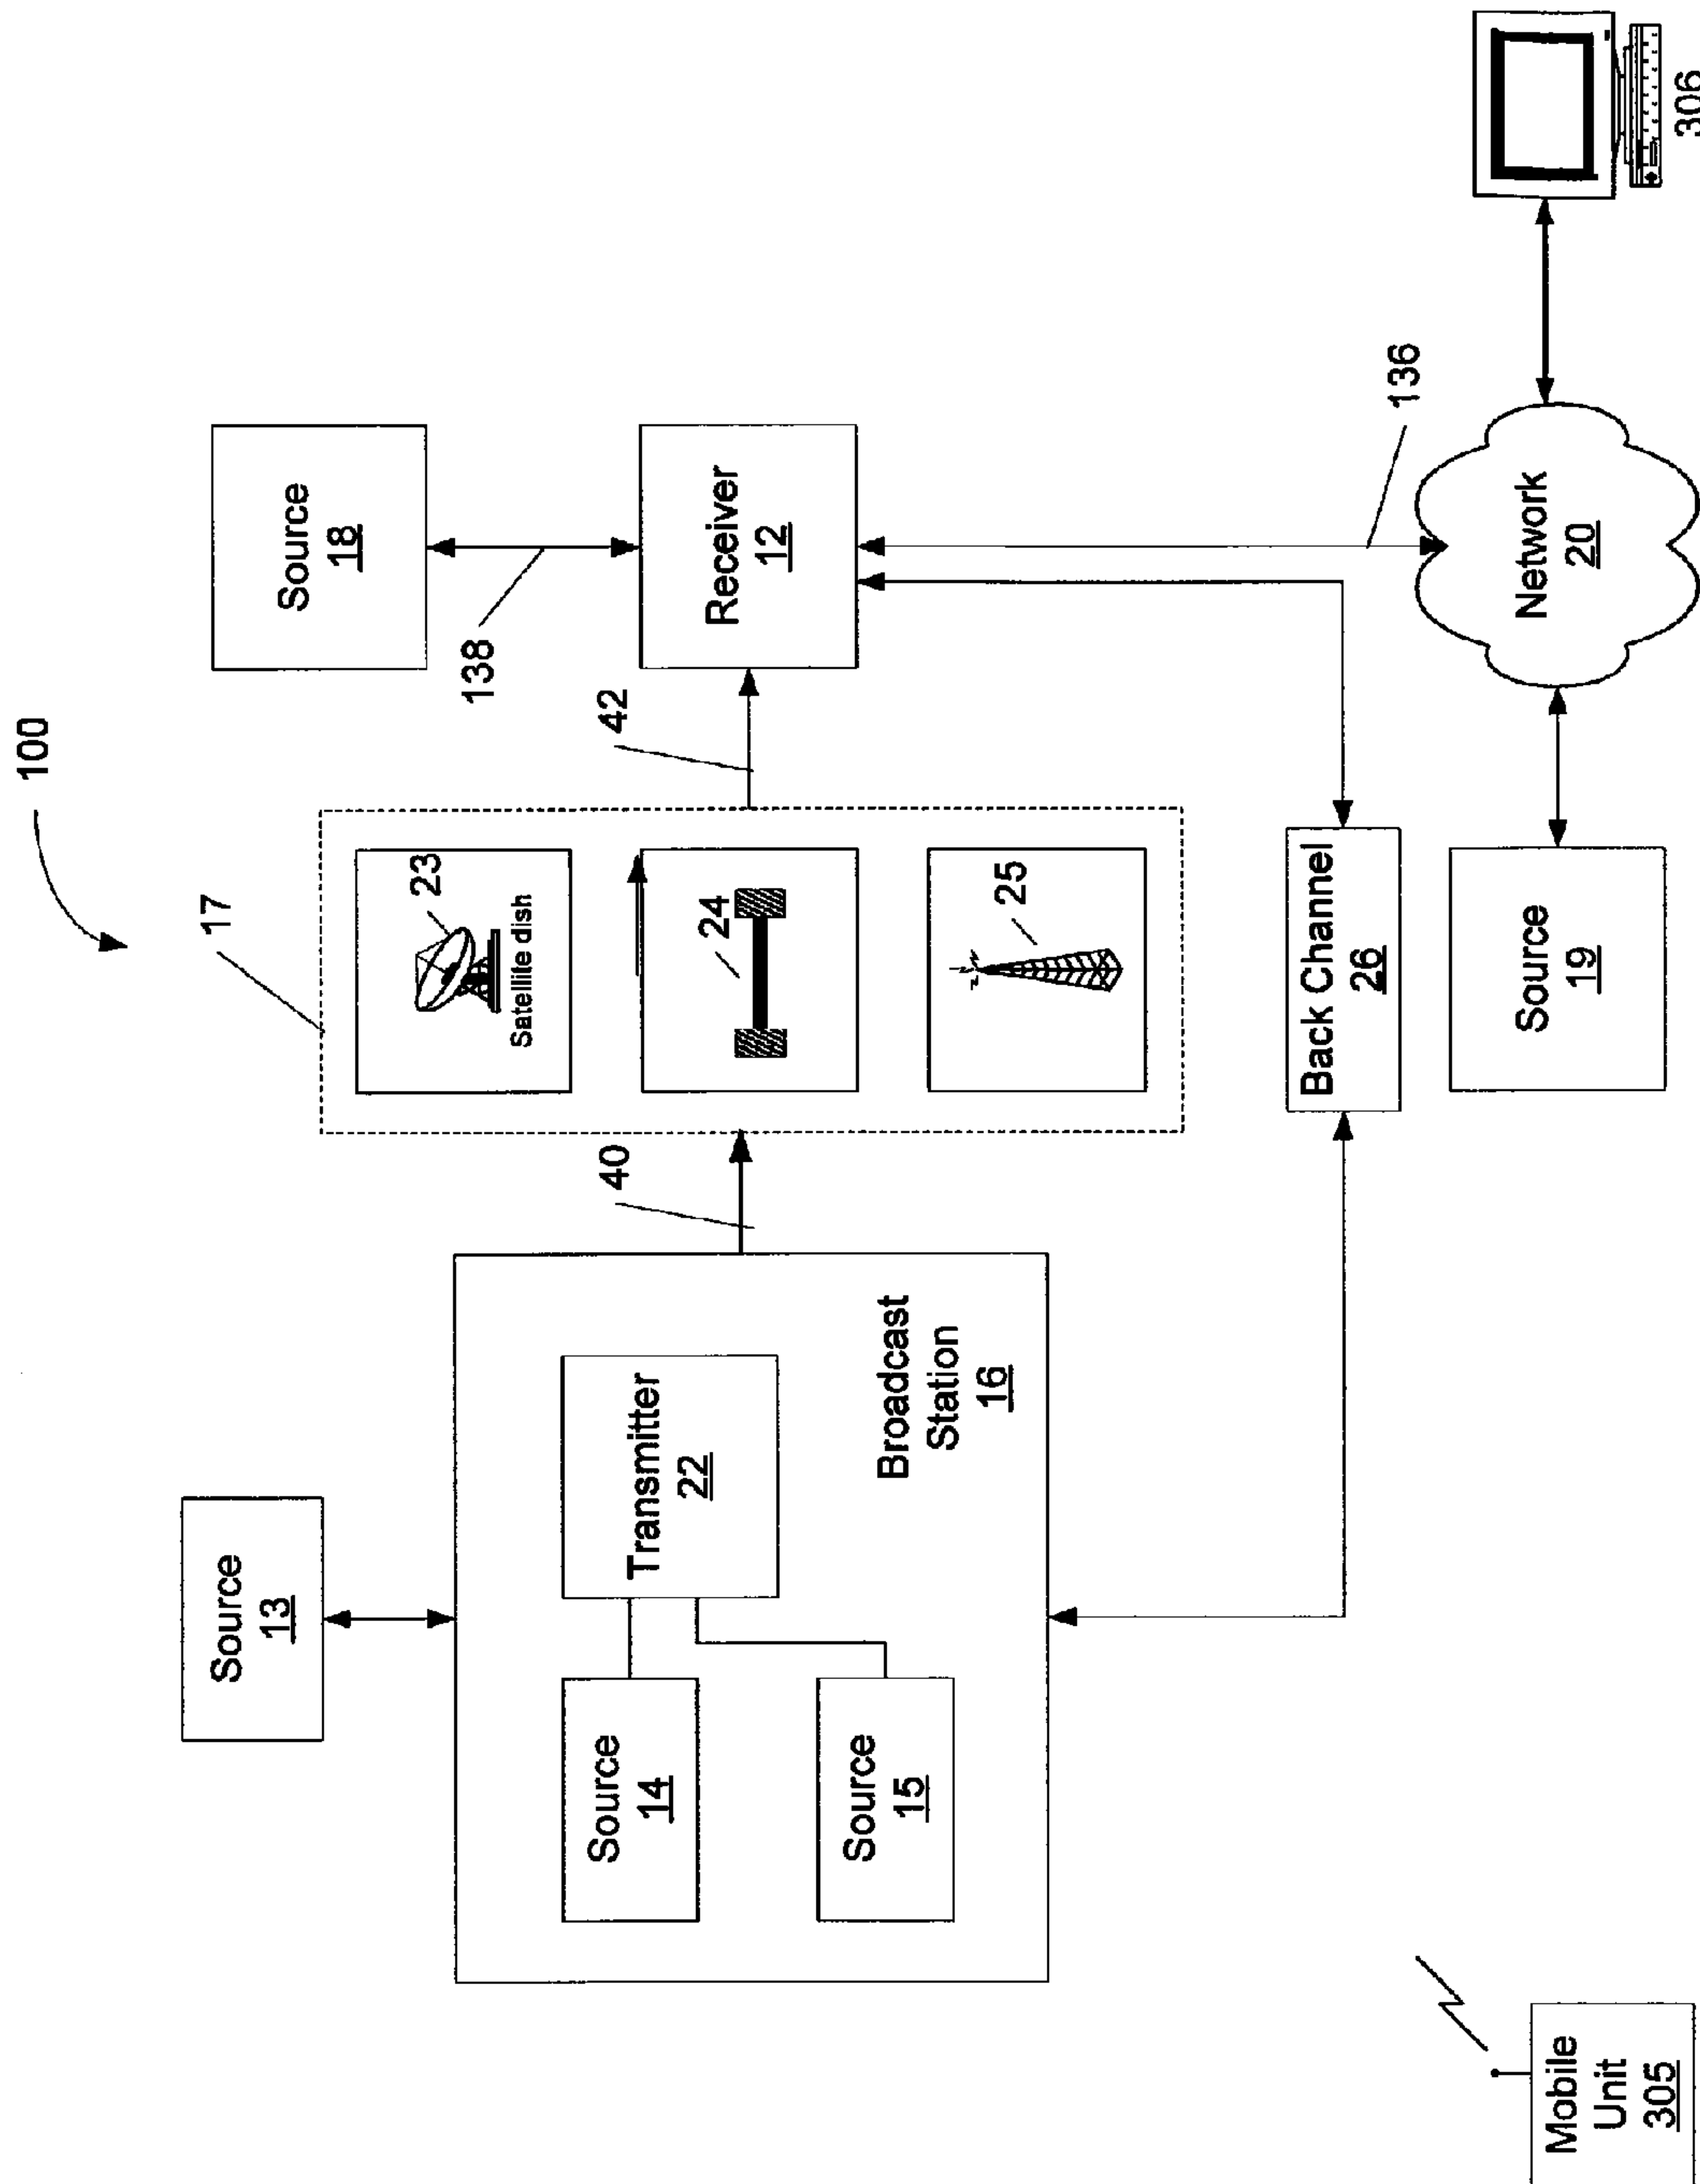 100
Source
13
Source
14
Source
15
Transmitter
22
Broadcast
Station
16
40
17
23
Satellite dish
24
25
42
Source
18
138
Receiver
12
136
Back Channel
26
Source
19
Network
20
306
Mobile
Unit
305